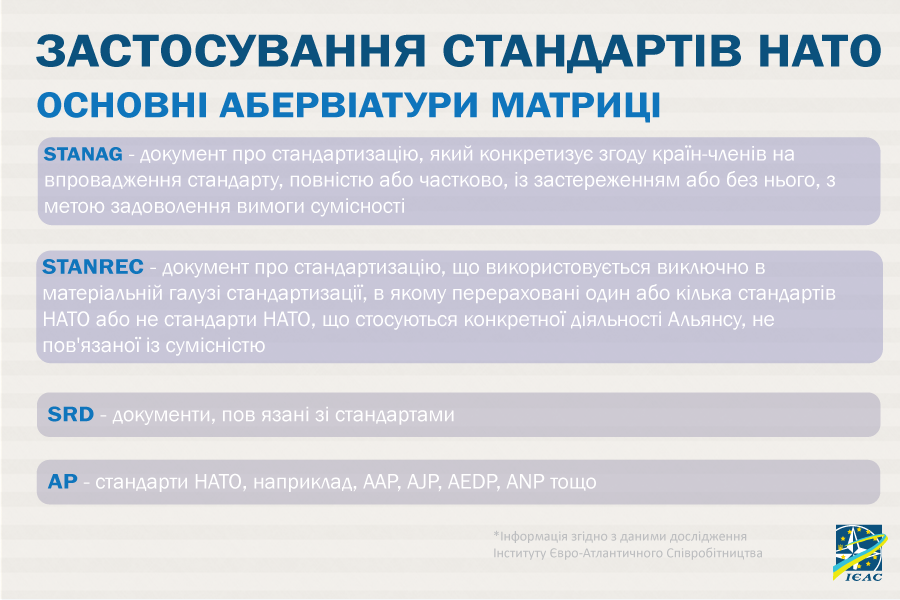 ЗАСТОСУВАННЯ СТАНДАРТІВ НАТО
ОСНОВНІ АБЕРВІАТУРИ МАТРИЦІ
STANAG - документ про стандартизацію, який конкретизує згоду країн-членів на
впровадження стандарту, повністю або частково, із застереженням або без нього, з
метою задоволення вимоги сумісності
STANREC - документ про стандартизацію, що використовується виключно в
матеріальній галузі стандартизації, в якому перераховані один або кілька стандартів
НАТО або не стандарти НАТО, що стосуються конкретної діяльності Альянсу, не
пов'язаної із сумісністю
SRD - документи, пов язані зі стандартами
AP - стандарти НАТО, наприклад, AAP, AJP, AEDP, ANP тощо
*Інформація згідно з даними дослідження
Інституту Євро-Атлантичного Співробітництва
ІЄАС